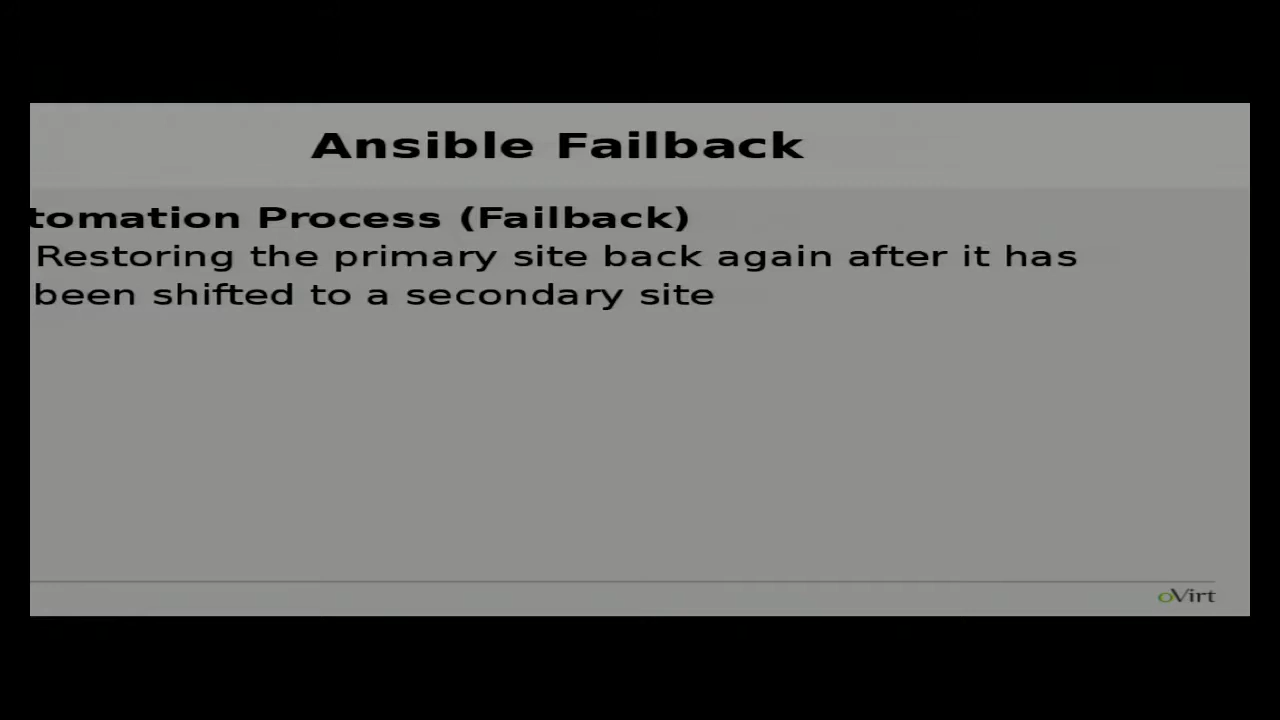 Ansible Failback
tomation Process (Failback)
Restoring the primary site back again after it has
been shifted to a secondary site
oVirt